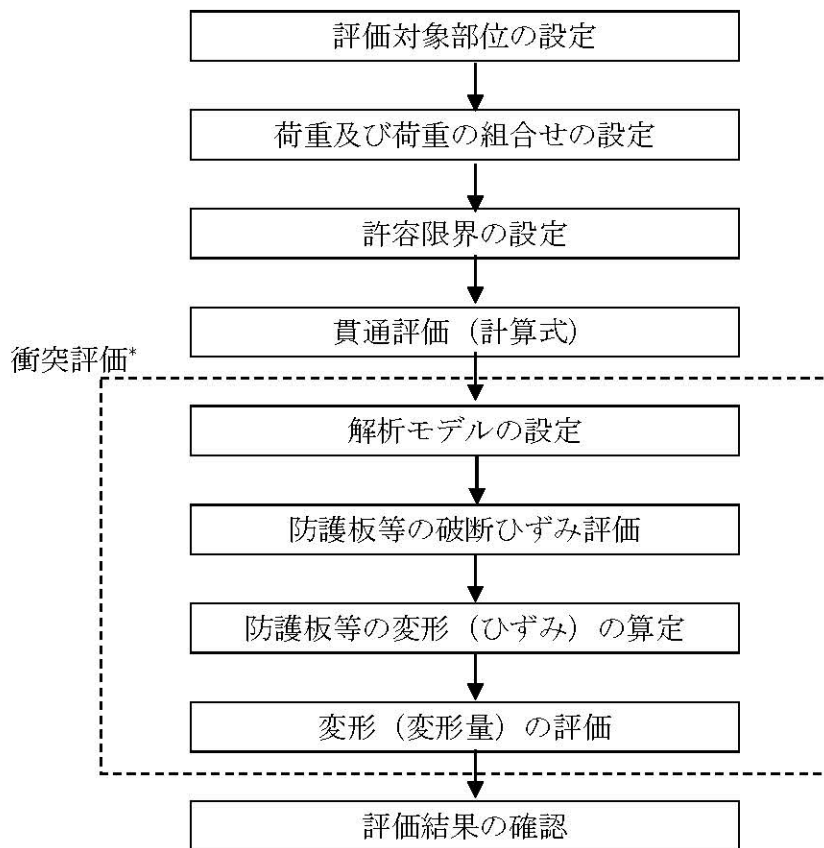 評価対象部位の設定
荷重及び荷重の組合せの設定
許容限界の設定
貫通評価（計算式）
衝突評価*
解析モデルの設定
防護板等の破断ひずみ評価
防護板等の変形（ひずみ）の算定
変形（変形量）の評価
評価結果の確認